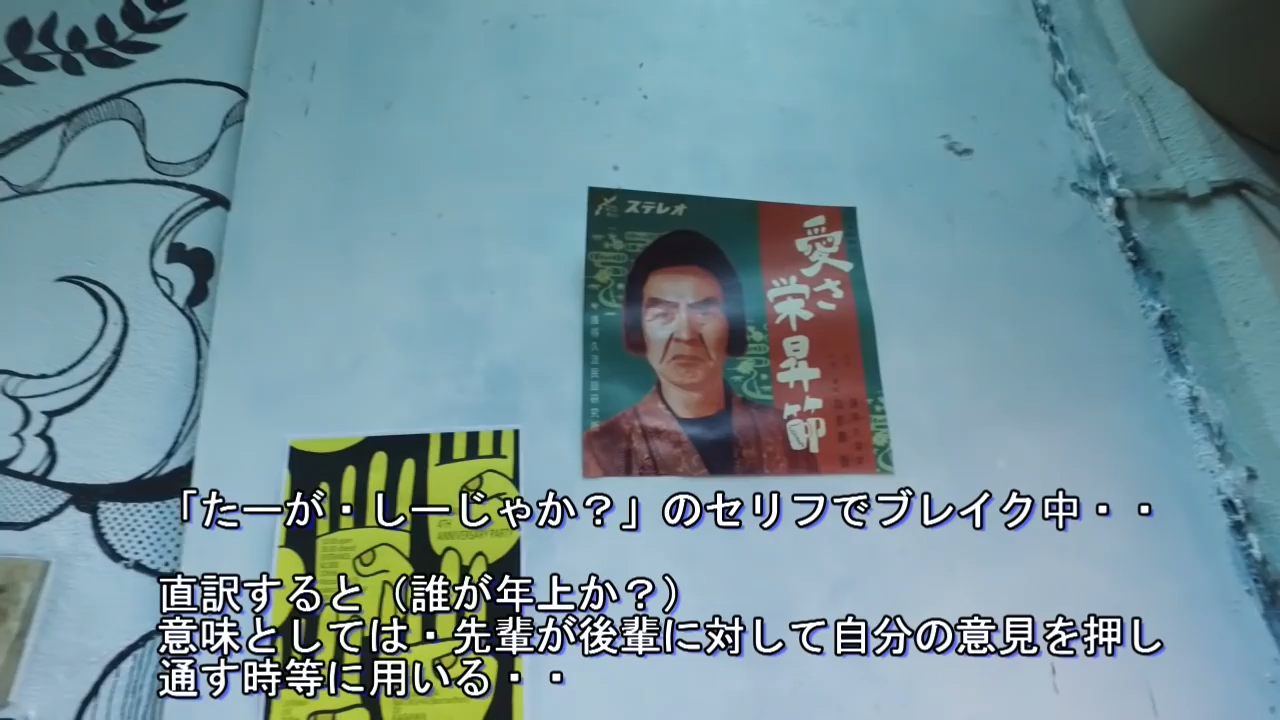 ステレオ
愛さ
栄昇節
4TH
ANNIVERSARY PARTY
「たーが・しーじゃか？」のセリフでブレイク中・・
直訳すると（誰が年上か？）
意味としては・先輩が後輩に対して自分の意見を押し
通す時等に用いる・・